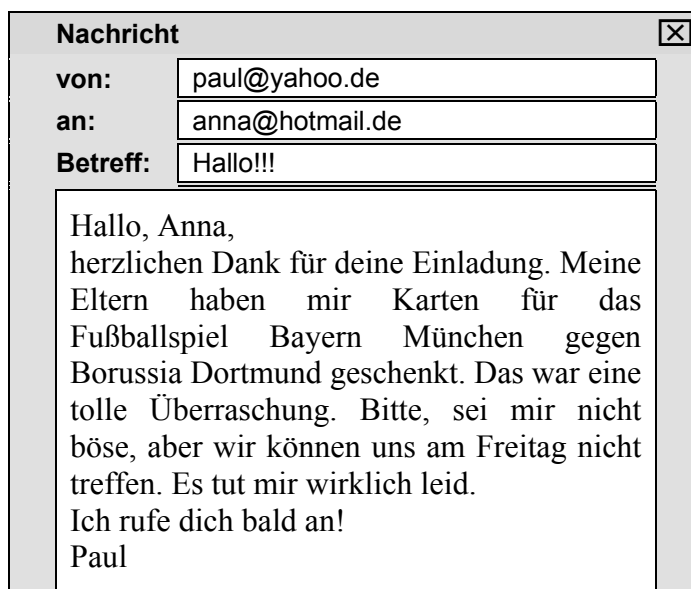 Nachricht
von: paul@yahoo.de
an: anna@hotmail.de
Betreff: Hallo!!!
Hallo, Anna,
herzlichen Dank für deine Einladung. Meine
Eltern haben mir Karten für das
Fußballspiel Bayern München gegen
Borussia Dortmund geschenkt. Das war eine
tolle Überraschung. Bitte, sei mir nicht
böse, aber wir können uns am Freitag nicht
treffen. Es tut mir wirklich leid.
Ich rufe dich bald an!
Paul